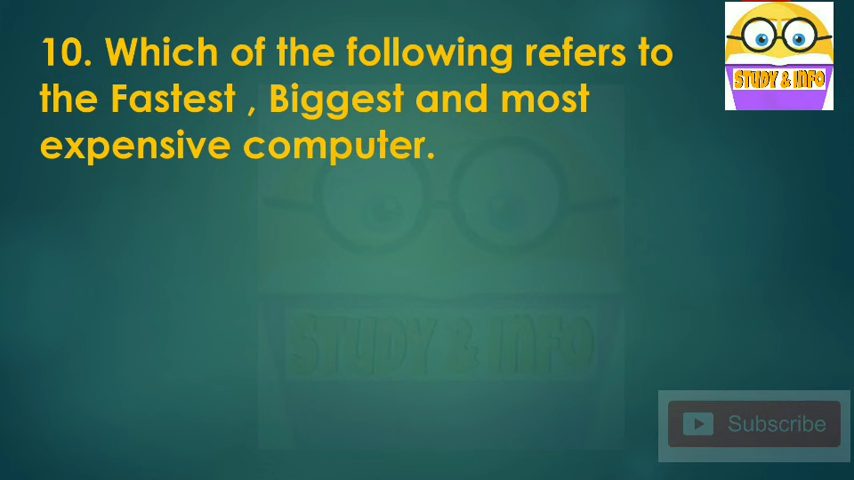 10. Which of the following refers to
the Fastest , Biggest and most
expensive computer.
STUDY & INFO
STUDY & INFO
Subscribe